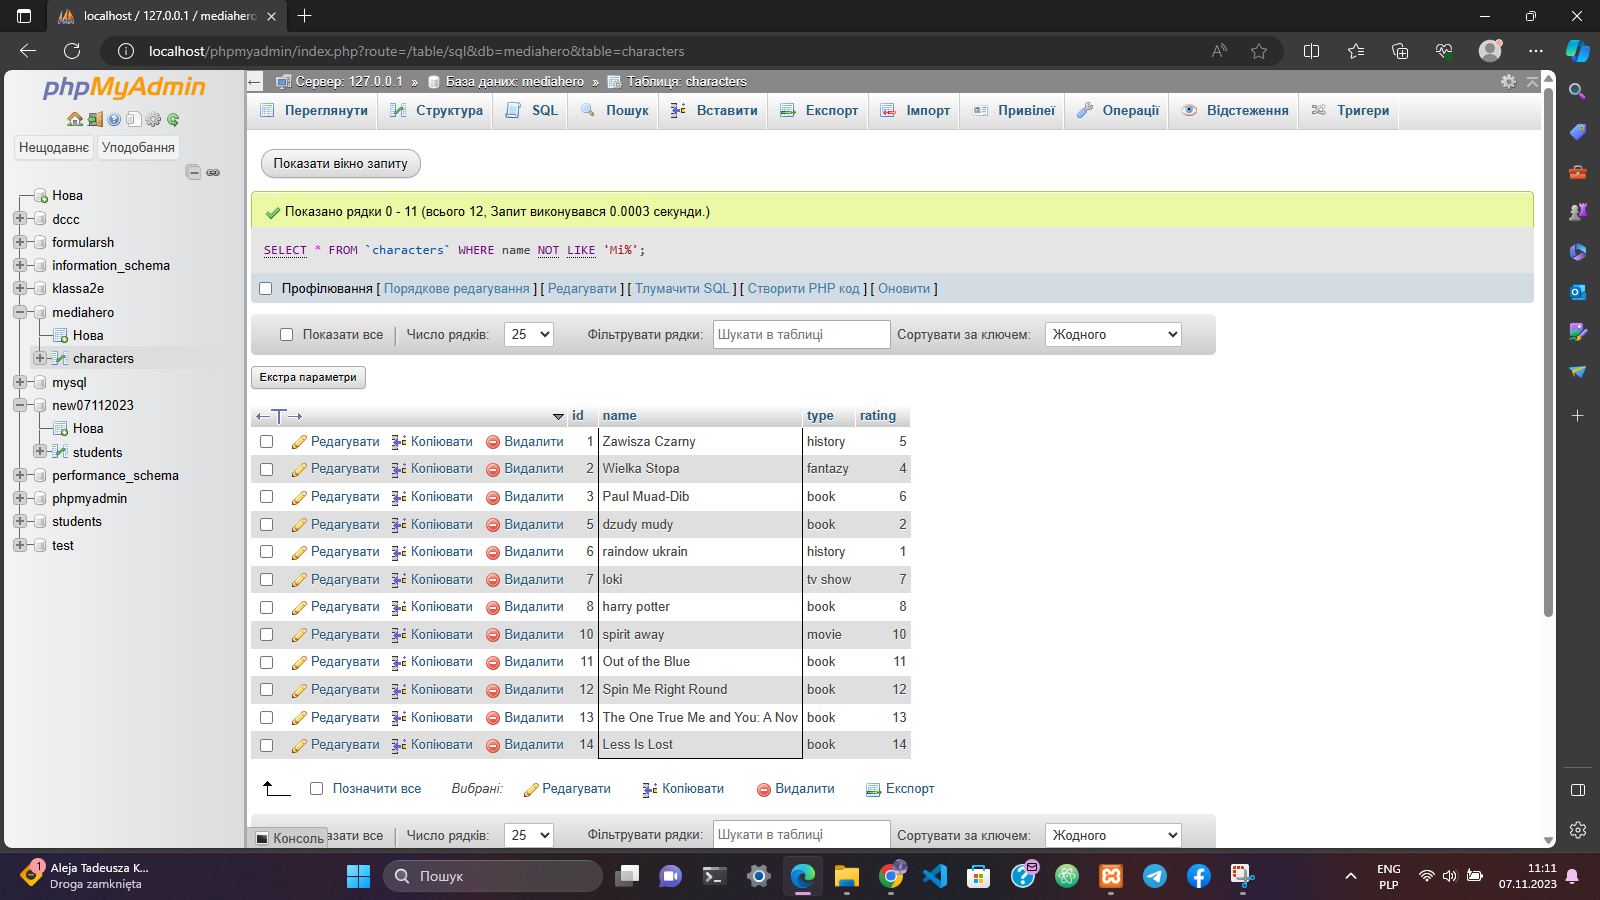 localhost / 127.0.0.1 / mediahero
localhost/phpmyadmin/index.php?route=/table/sql&db=mediahero&table=characters
phpMyAdmin
Нещодавнє Уподобання
Нова
dccc
formularsh
information_schema
klassa2e
mediahero
Нова
characters
mysql
new07112023
Нова
students
performance_schema
phpmyadmin
students
test
Сервер: 127.0.0.1 » База даних: mediahero » Таблиця: characters
Переглянути Структура SQL Пошук Вставити Експорт Імпорт Привілеї Операції Відстеження Тригери
Показати вікно запиту
Показано рядки 0 - 11 (всього 12, Запит виконувався 0.0003 секунди.)
SELECT * FROM `characters` WHERE name NOT LIKE 'Mi%';
Профілювання [ Порядкове редагування ] [ Редагувати ] [ Тлумачити SQL ] [ Створити PHP код ] [ Оновити ]
Показати все Число рядків: 25 Фільтрувати рядки: Шукати в таблиці Сортувати за ключем: Жодного
Екстра параметри
id name type rating
Редагувати Копіювати Видалити 1 Zawisza Czarny history 5
Редагувати Копіювати Видалити 2 Wielka Stopa fantazy 4
Редагувати Копіювати Видалити 3 Paul Muad-Dib book 6
Редагувати Копіювати Видалити 5 dzudy mudy book 2
Редагувати Копіювати Видалити 6 raindow ukrain history 1
Редагувати Копіювати Видалити 7 loki tv show 7
Редагувати Копіювати Видалити 8 harry potter book 8
Редагувати Копіювати Видалити 10 spirit away movie 10
Редагувати Копіювати Видалити 11 Out of the Blue book 11
Редагувати Копіювати Видалити 12 Spin Me Right Round book 12
Редагувати Копіювати Видалити 13 The One True Me and You: A Nov book 13
Редагувати Копіювати Видалити 14 Less Is Lost book 14
Позначити все Вибрані: Редагувати Копіювати Видалити Експорт
Консоль азати все Число рядків: 25 Фільтрувати рядки: Шукати в таблиці Сортувати за ключем: Жодного
1 Aleja Tadeusza K...
Droga zamknięta
Пошук
ENG
PLP
11:11
07.11.2023